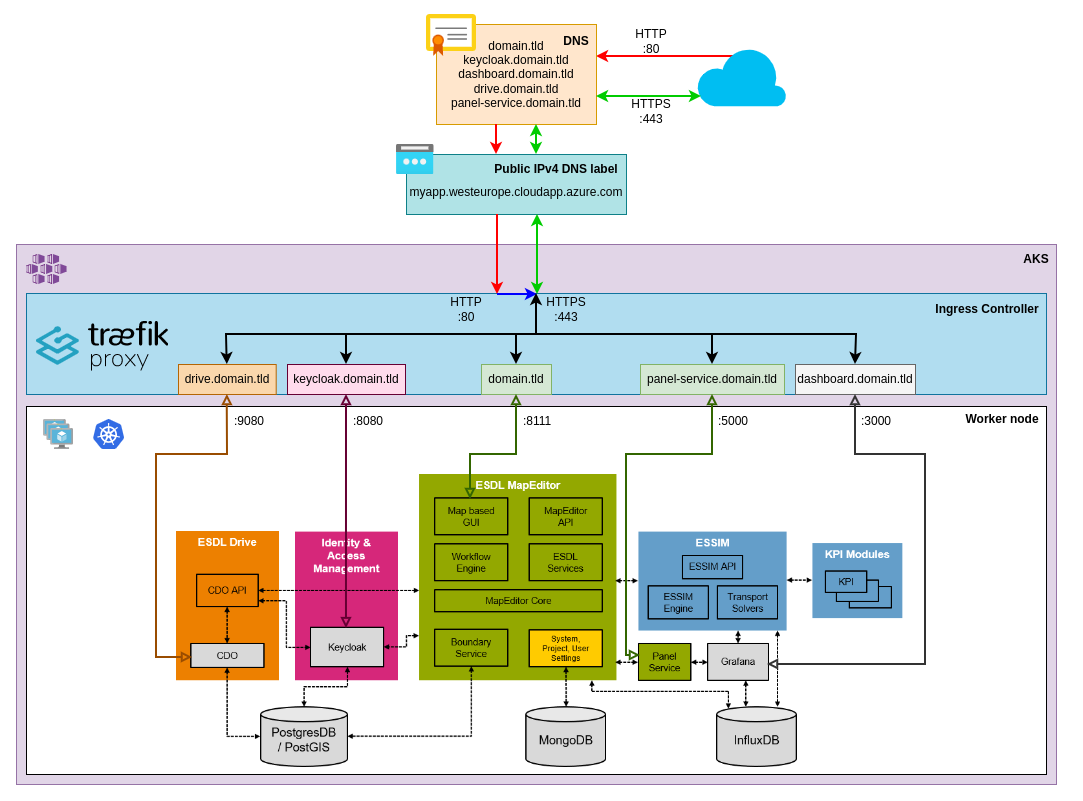 DNS
domain.tld
keycloak.domain.tld
dashboard.domain.tld
drive.domain.tld
panel-service.domain.tld
HTTP
:80
HTTPS
:443
Public IPv4 DNS label
myapp.westeurope.cloudapp.azure.com
AKS
HTTP
:80
HTTPS
:443
Ingress Controller
træfik
proxy
drive.domain.tld
keycloak.domain.tld
domain.tld
panel-service.domain.tld
dashboard.domain.tld
Worker node
:9080
:8080
:8111
:5000
:3000
ESDL MapEditor
Map based
GUI
MapEditor
API
Workflow
Engine
ESDL
Services
MapEditor Core
Boundary
Service
System,
Project, User
Settings
ESDL Drive
CDO API
CDO
Identity &
Access
Management
Keycloak
ESSIM
ESSIM API
ESSIM
Engine
Transport
Solvers
KPI Modules
KPI
Panel
Service
Grafana
PostgresDB
/ PostGIS
MongoDB
InfluxDB